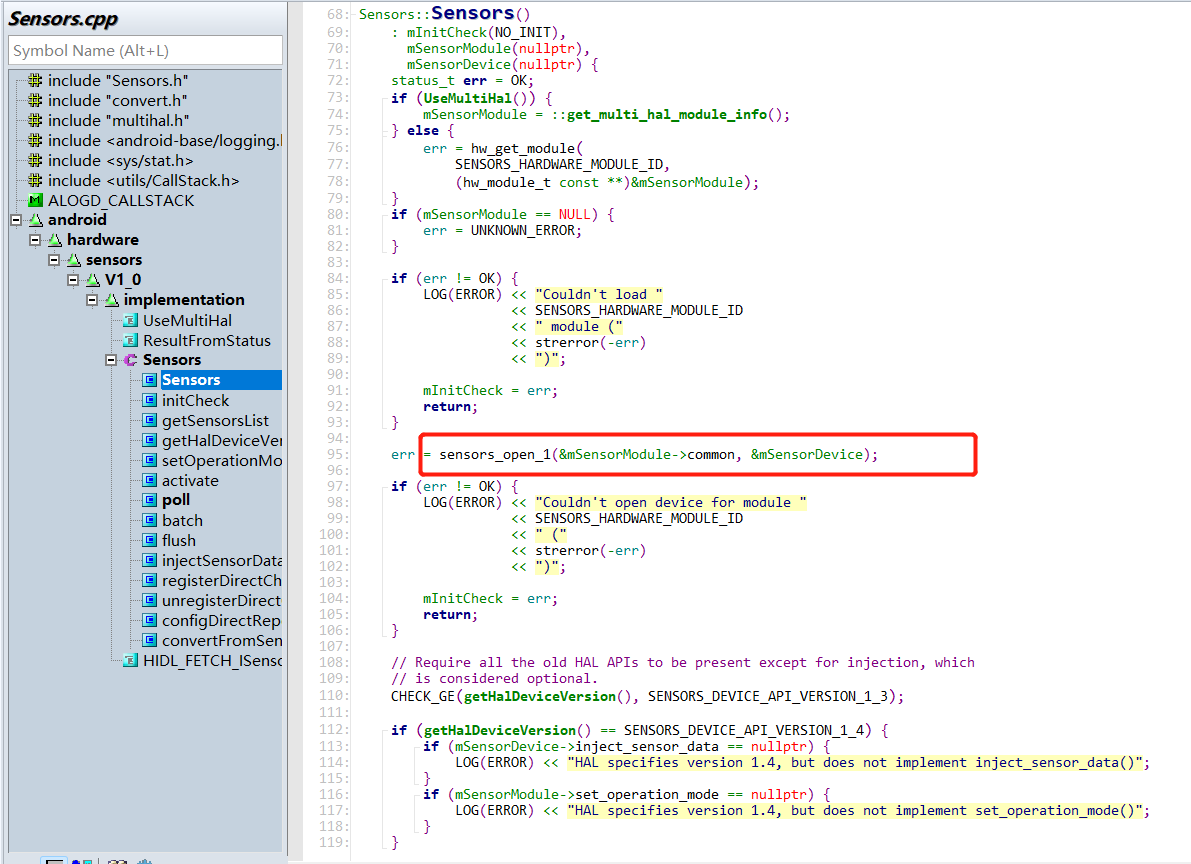 Sensors.cpp
Symbol Name (Alt+L)
include "Sensors.h"
include "convert.h"
include "multihal.h"
include <android-base/logging.
include <sys/stat.h>
include <utils/CallStack.h>
ALOGD_CALLSTACK
android
hardware
sensors
V1_0
implementation
UseMultiHal
ResultFromStatus
Sensors
Sensors
initCheck
getSensorsList
getHalDeviceVer
setOperationMo
activate
poll
batch
flush
injectSensorData
registerDirectCh
unregisterDirect
configDirectRep
convertFromSen
HIDL_FETCH_ISenso
68: Sensors::Sensors()
69: : mInitCheck(NO_INIT),
70: mSensorModule(nullptr),
71: mSensorDevice(nullptr) {
72: status_t err = OK;
73: if (UseMultiHal()) {
74: mSensorModule = ::get_multi_hal_module_info();
75: } else {
76: err = hw_get_module(
77: SENSORS_HARDWARE_MODULE_ID,
78: (hw_module_t const **)&mSensorModule);
79: }
80: if (mSensorModule == NULL) {
81: err = UNKNOWN_ERROR;
82: }
83:
84: if (err != OK) {
85: LOG(ERROR) << "Couldn't load "
86: << SENSORS_HARDWARE_MODULE_ID
87: << " module ("
88: << strerror(-err)
89: << ")";
90:
91: mInitCheck = err;
92: return;
93: }
94:
95: err = sensors_open_1(&mSensorModule->common, &mSensorDevice);
96:
97: if (err != OK) {
98: LOG(ERROR) << "Couldn't open device for module "
99: << SENSORS_HARDWARE_MODULE_ID
100: << " ("
101: << strerror(-err)
102: << ")";
103:
104: mInitCheck = err;
105: return;
106: }
107:
108: // Require all the old HAL APIs to be present except for injection, which
109: // is considered optional.
110: CHECK_GE(getHalDeviceVersion(), SENSORS_DEVICE_API_VERSION_1_3);
111:
112: if (getHalDeviceVersion() == SENSORS_DEVICE_API_VERSION_1_4) {
113: if (mSensorDevice->inject_sensor_data == nullptr) {
114: LOG(ERROR) << "HAL specifies version 1.4, but does not implement inject_sensor_data()";
115: }
116: if (mSensorModule->set_operation_mode == nullptr) {
117: LOG(ERROR) << "HAL specifies version 1.4, but does not implement set_operation_mode()";
118: }
119: }